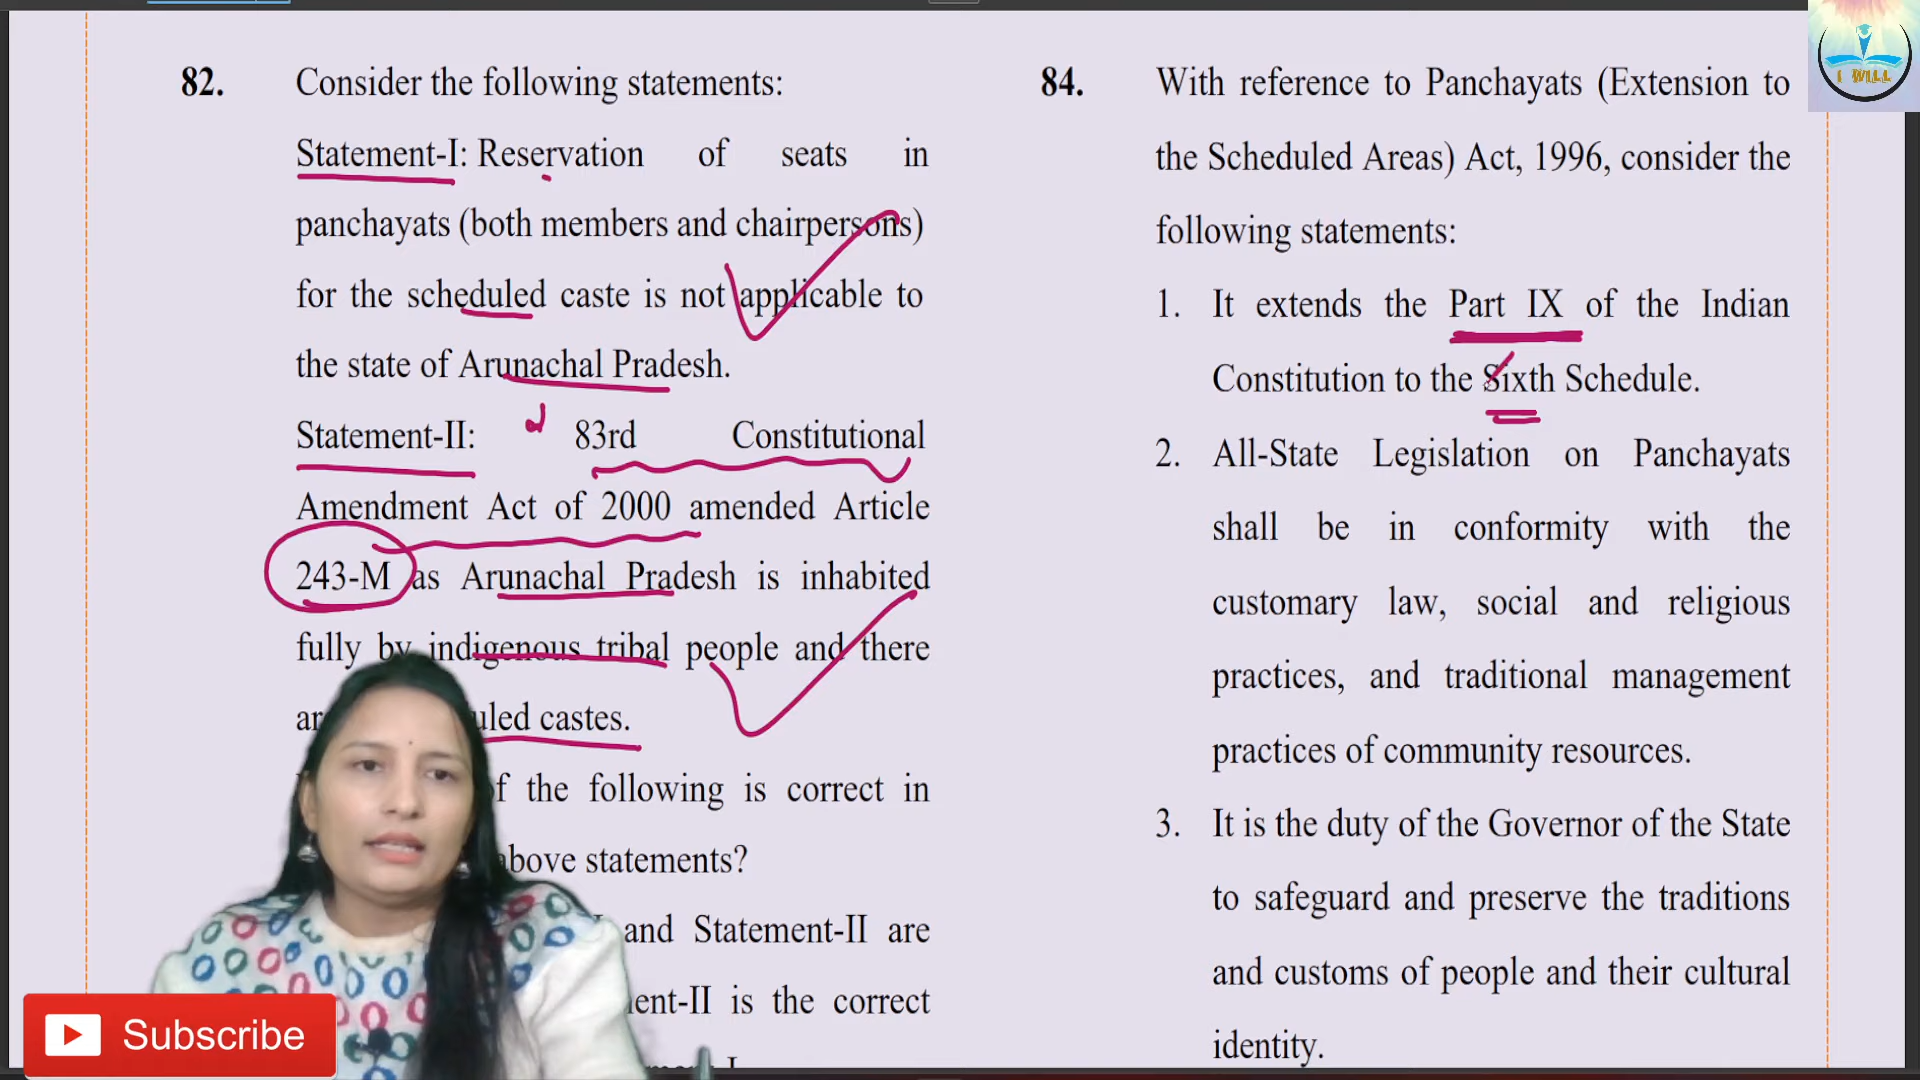 82.
Consider the following statements:
Statement-I: Reservation of seats in
panchayats (both members and chairpersons)
for the scheduled caste is not applicable to
the state of Arunachal Pradesh.
Statement-II: 83rd Constitutional
Amendment Act of 2000 amended Article
243-M as Arunachal Pradesh is inhabited
fully by indigenous tribal people and there
castes.
the following is correct in
above statements?
and Statement-II are
is the correct
84.
With reference to Panchayats (Extension to
the Scheduled Areas) Act, 1996, consider the
following statements:
1. It extends the Part IX of the Indian
Constitution to the Sixth Schedule.
2. All-State Legislation on Panchayats
shall be in conformity with the
customary law, social and religious
practices, and traditional management
practices of community resources.
3. It is the duty of the Governor of the State
to safeguard and preserve the traditions
and customs of people and their cultural
identity.
I WILL
Subscribe